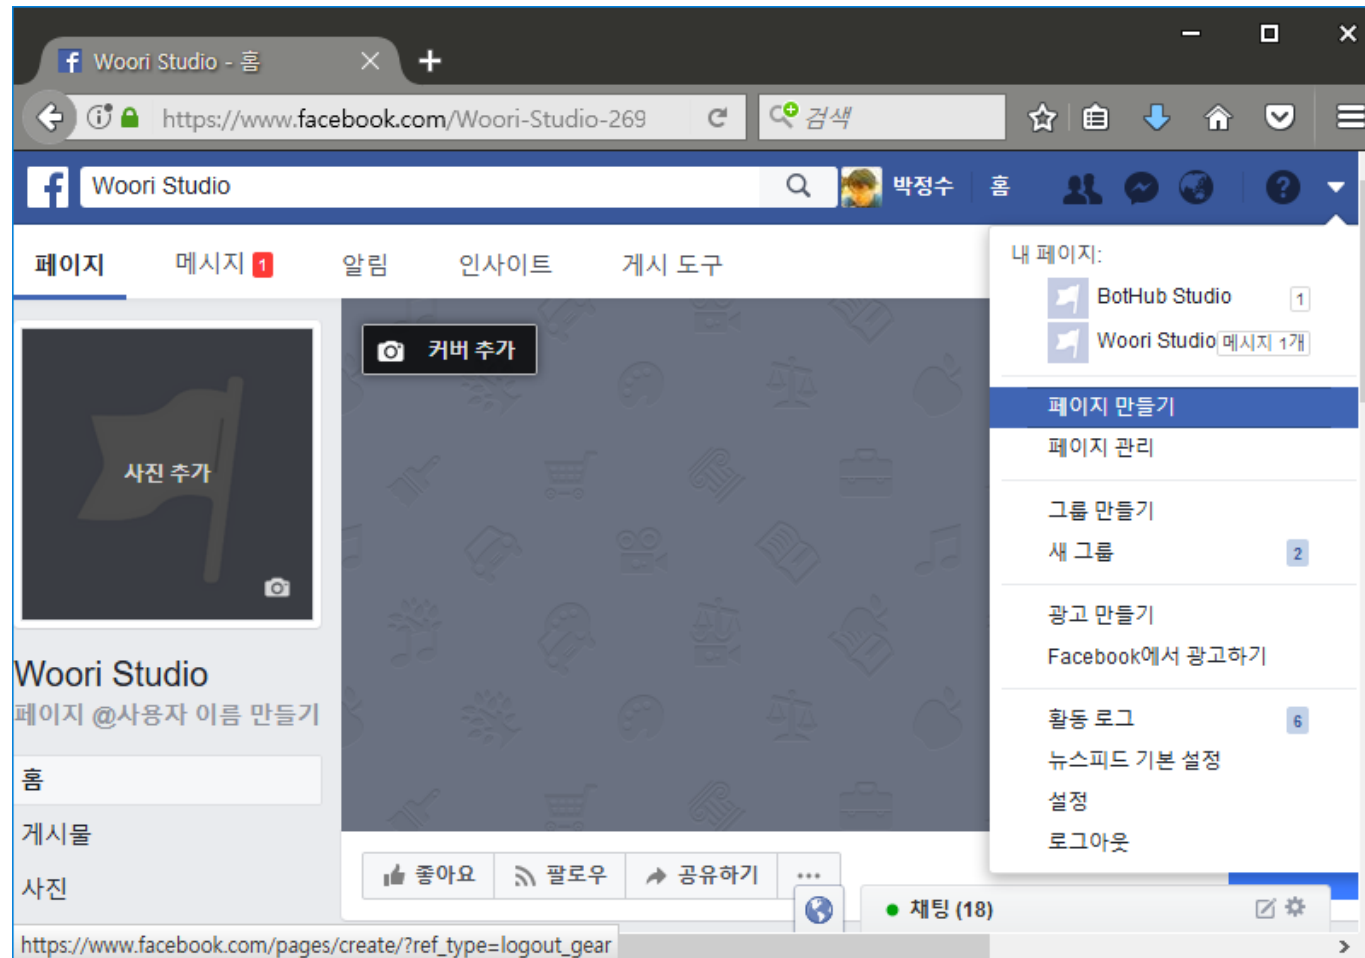 Woori Studio - 홈
https://www.facebook.com/Woori-Studio-269
검색
Woori Studio
박정수
홈
페이지
메시지 1
알림
인사이트
게시 도구
내 페이지:
BotHub Studio 1
Woori Studio 메시지 1개
페이지 만들기
페이지 관리
그룹 만들기
새 그룹 2
광고 만들기
Facebook에서 광고하기
활동 로그 6
뉴스피드 기본 설정
설정
로그아웃
커버 추가
사진 추가
Woori Studio
페이지 @사용자 이름 만들기
홈
게시물
사진
좋아요
팔로우
공유하기
...
채팅 (18)
https://www.facebook.com/pages/create/?ref_type=logout_gear